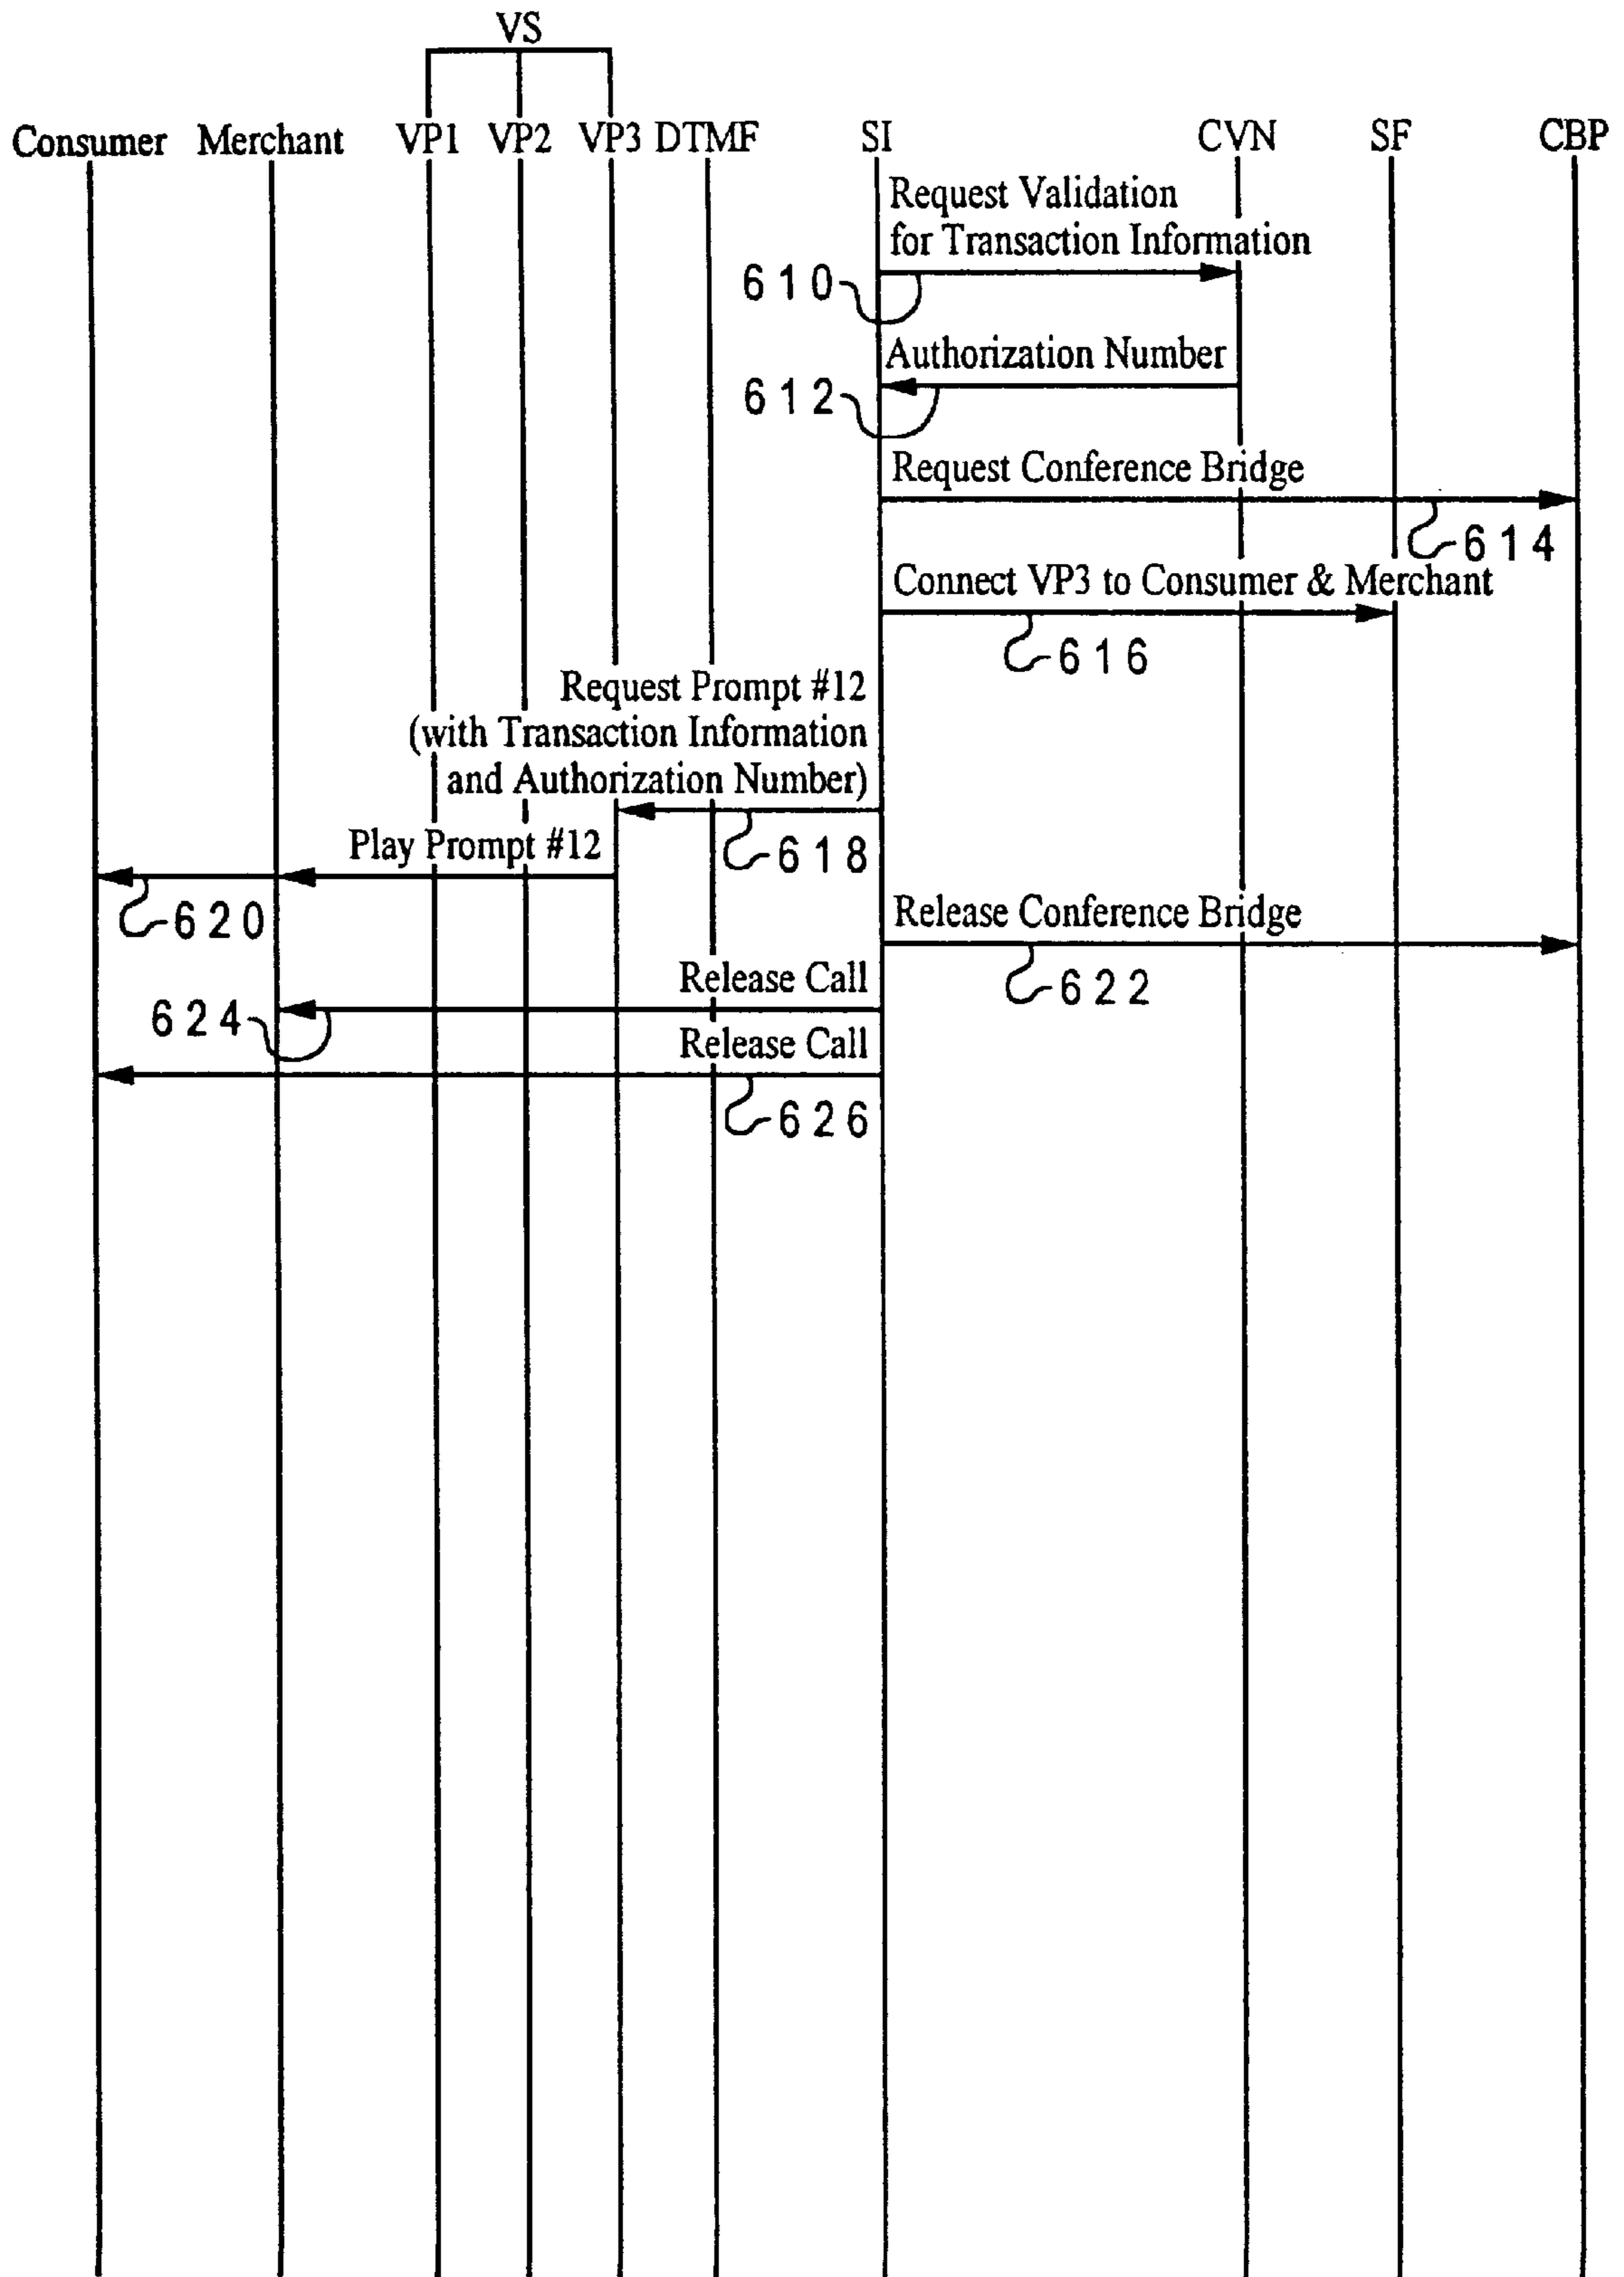 VS
Consumer Merchant VP1 VP2 VP3 DTMF SI CVN SF CBP
Request Validation
for Transaction Information
610
Authorization Number
612
Request Conference Bridge
614
Connect VP3 to Consumer & Merchant
616
Request Prompt #12
(with Transaction Information
and Authorization Number)
618
Play Prompt #12
620
Release Conference Bridge
622
Release Call
624
Release Call
626